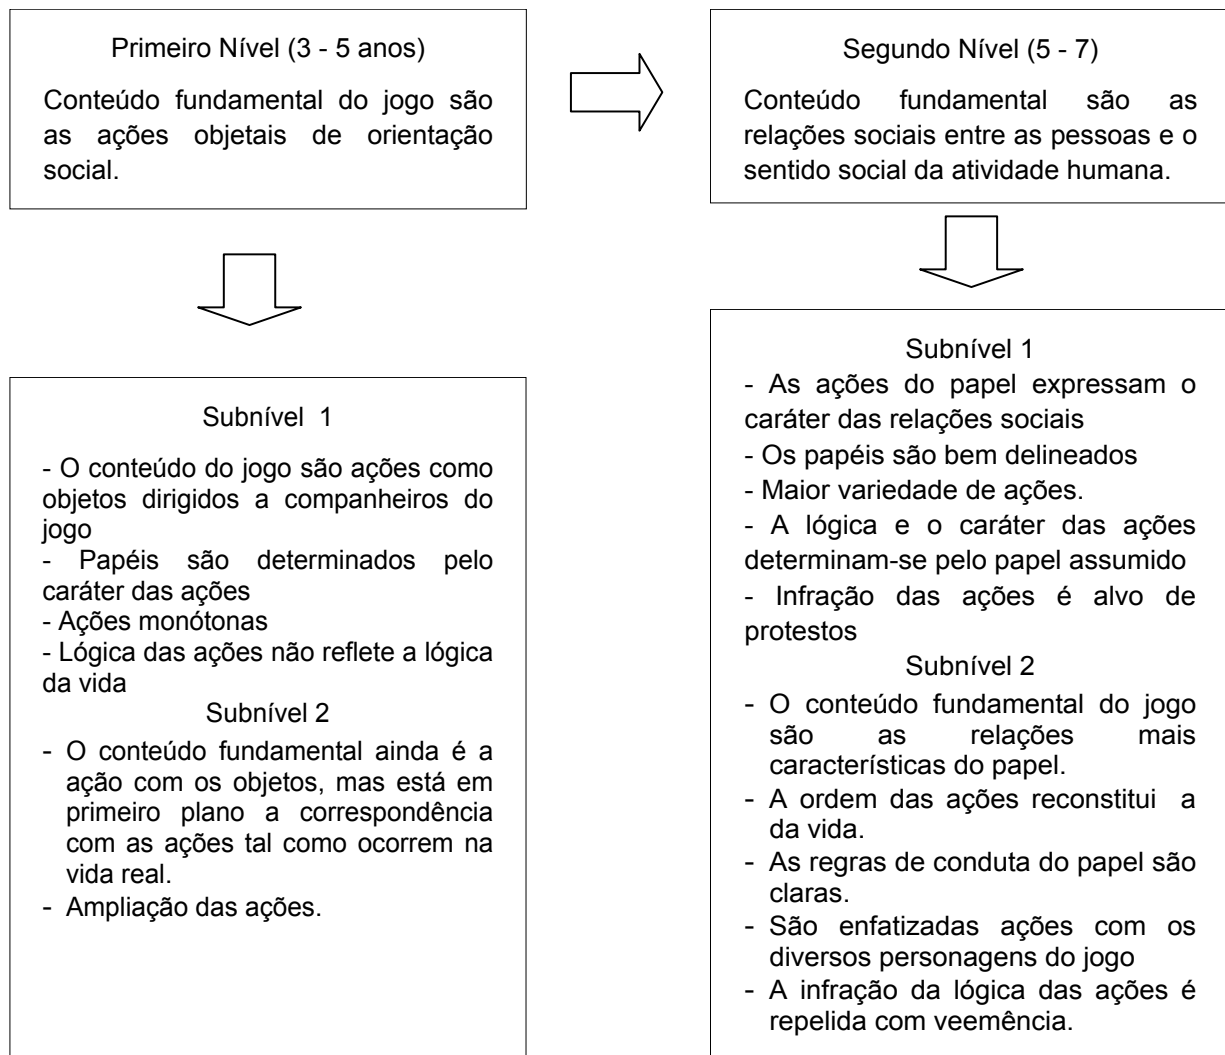 Primeiro Nível (3 - 5 anos)
Conteúdo fundamental do jogo são
as ações objetais de orientação
social.
Segundo Nível (5 - 7)
Conteúdo fundamental são as
relações sociais entre as pessoas e o
sentido social da atividade humana.
Subnível 1
- O conteúdo do jogo são ações como
objetos dirigidos a companheiros do
jogo
- Papéis são determinados pelo
caráter das ações
- Ações monótonas
- Lógica das ações não reflete a lógica
da vida
Subnível 2
- O conteúdo fundamental ainda é a
ação com os objetos, mas está em
primeiro plano a correspondência
com as ações tal como ocorrem na
vida real.
- Ampliação das ações.
Subnível 1
- As ações do papel expressam o
caráter das relações sociais
- Os papéis são bem delineados
- Maior variedade de ações.
- A lógica e o caráter das ações
determinam-se pelo papel assumido
- Infração das ações é alvo de
protestos
Subnível 2
- O conteúdo fundamental do jogo
são as relações mais
características do papel.
- A ordem das ações reconstitui a
da vida.
- As regras de conduta do papel são
claras.
- São enfatizadas ações com os
diversos personagens do jogo
- A infração da lógica das ações é
repelida com veemência.